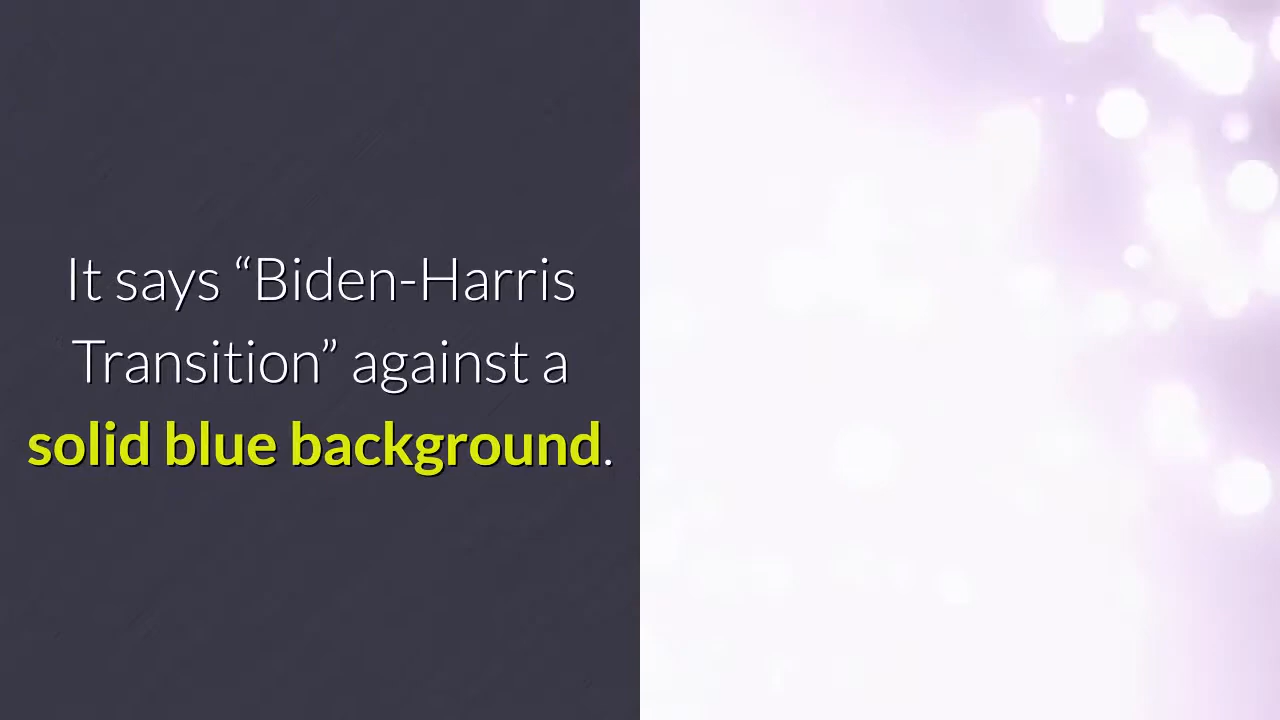 It says “Biden-Harris
Transition” against a
solid blue background.